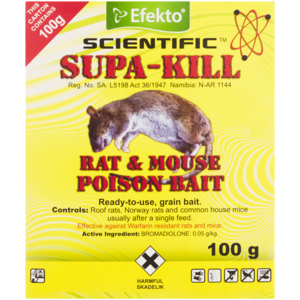 THIS
CARTON
CONTAINS
100g
Efekto®
SCIENTIFIC™
SUPA-KILL
Reg. No. SA: L5198 Act 36/1947 Namibia: N-AR 1144
RAT & MOUSE
POISON BAIT
Ready-to-use, grain bait.
Controls: Roof rats, Norway rats and common house mice
usually after a single feed.
Effective against Warfarin resistant rats and mice.
Active Ingredient: BROMADIOLONE: 0.05 g/kg.
100 g
HARMFUL
SKADELIK